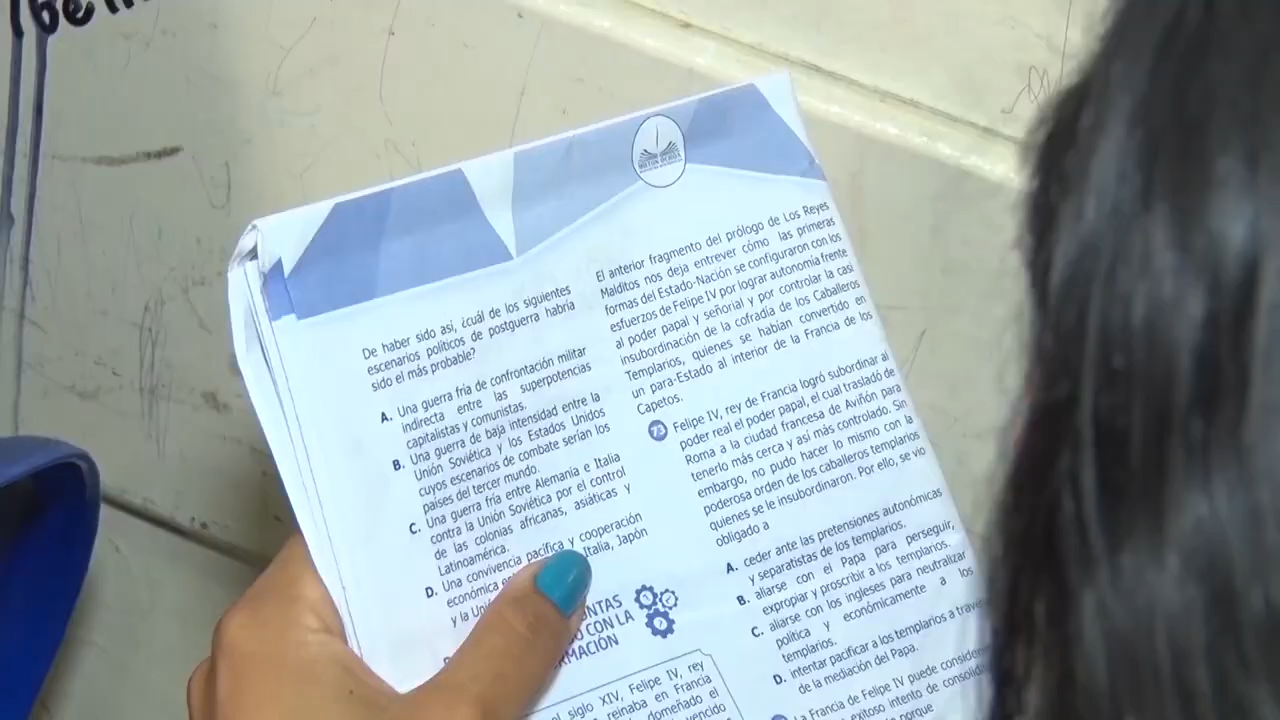 De haber sido así, ¿cuál de los siguientes
escenarios políticos de postguerra habría
sido el más probable?
A. Una guerra fría de confrontación militar
indirecta entre las superpotencias
capitalistas y comunistas.
B. Una guerra de baja intensidad entre la
Unión Soviética y los Estados Unidos
cuyos escenarios de combate serían los
países del tercer mundo.
C. Una guerra fría entre Alemania e Italia
contra la Unión Soviética por el control
de las colonias africanas, asiáticas y
Latinoamérica.
D. Una convivencia pacífica y cooperación
económica Italia, Japón
y la
CON LA
el siglo XIV, Felipe IV, rey
reinaba en Francia
domeñado el
El anterior fragmento del prólogo de Los Reyes
Malditos nos deja entrever cómo las primeras
formas del Estado-Nación se configuraron con los
esfuerzos de Felipe IV por lograr autonomía frente
al poder papal y señorial y por controlar la casi
insubordinación de la cofradía de los Caballeros
Templarios, quienes se habían convertido en
un para-Estado al interior de la Francia de los
Capetos.
73 Felipe IV, rey de Francia logró subordinar al
poder real el poder papal, el cual trasladó de
Roma a la ciudad francesa de Aviñón para
tenerlo más cerca y así más controlado. Sin
embargo, no pudo hacer lo mismo con la
poderosa orden de los caballeros templarios
quienes se le insubordinaron. Por ello, se vio
obligado a
A. ceder ante las pretensiones autonómicas
y separatistas de los templarios.
B. aliarse con el Papa para perseguir,
expropiar y proscribir a los templarios.
C. aliarse con los ingleses para neutralizar
política y económicamente a los
templarios.
D. intentar pacificar a los templarios a través
de la mediación del Papa.
La Francia de Felipe IV puede
exitoso intento de
porque